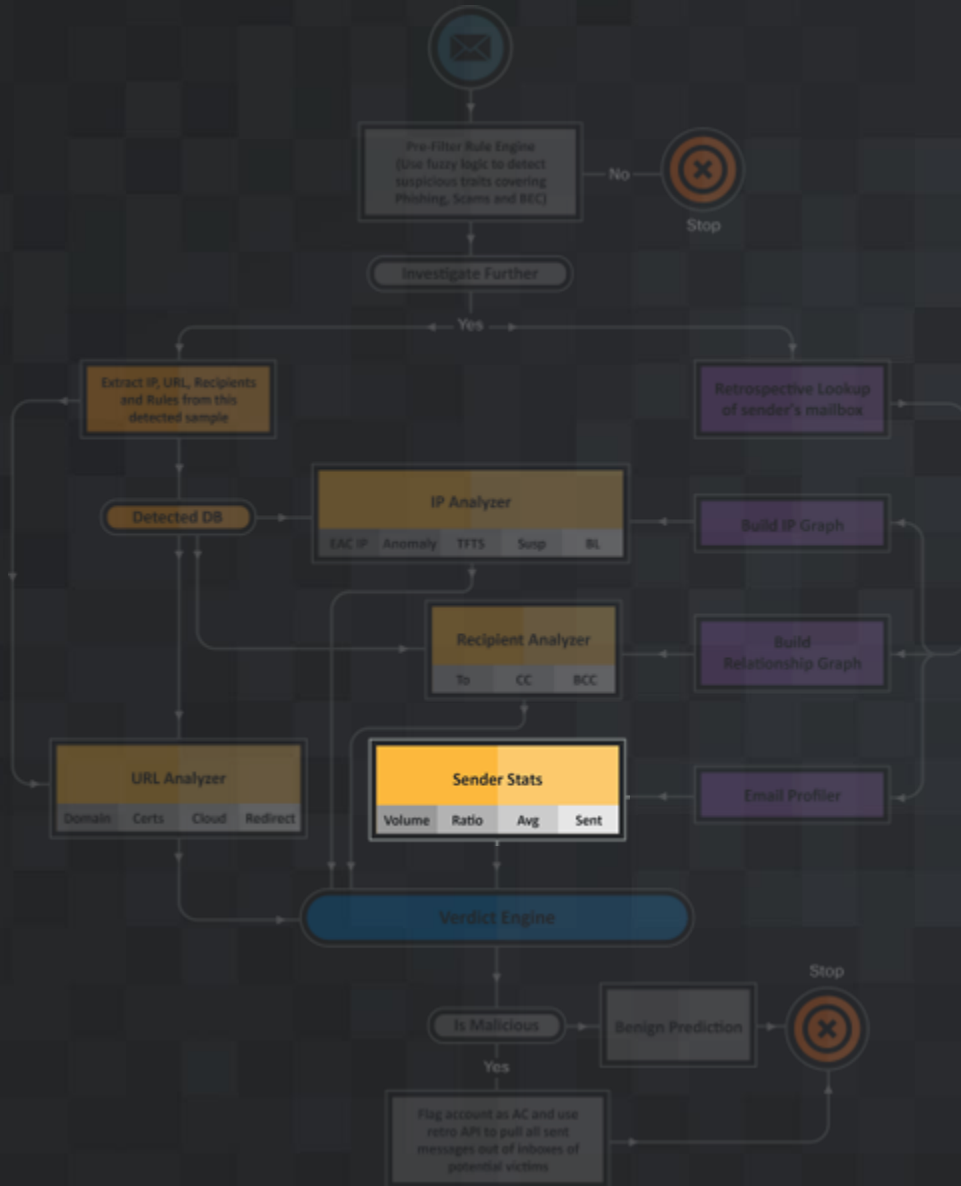 Pre-Filter Rule Engine
(Use fuzzy logic to detect
suspicious traits covering
Phishing, Scams and BEC)
No
Stop
Investigate Further
Yes
Extract IP, URL, Recipients
and Rules from this
detected sample
Retrospective Lookup
of sender's mailbox
Detected DB
IP Analyzer
EAC IP Anomaly TFTS Susp BL
Build IP Graph
Recipient Analyzer
To CC BCC
Build
Relationship Graph
URL Analyzer
Domain Certs Cloud Redirect
Sender Stats
Volume Ratio Avg Sent
Email Profiler
Verdict Engine
Stop
Is Malicious
Benign Prediction
Yes
Flag account as AC and use
retro API to pull all sent
messages out of inboxes of
potential victims